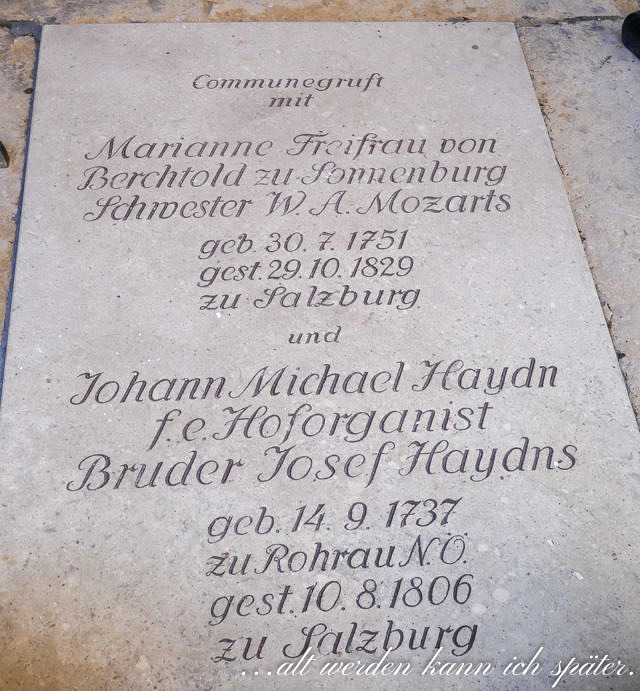 Communegruft
mit
Marianne Freifrau von
Berchtold zu Sonnenburg
Schwester W. A. Mozarts
geb. 30. 7. 1751
gest. 29. 10. 1829
zu Salzburg
und
Johann Michael Haydn
f. e. Hoforganist
Bruder Josef Haydns
geb. 14. 9. 1737
zu Rohrau N.Ö.
gest. 10. 8. 1806
zu Salzburg
...alt werden kann ich später.